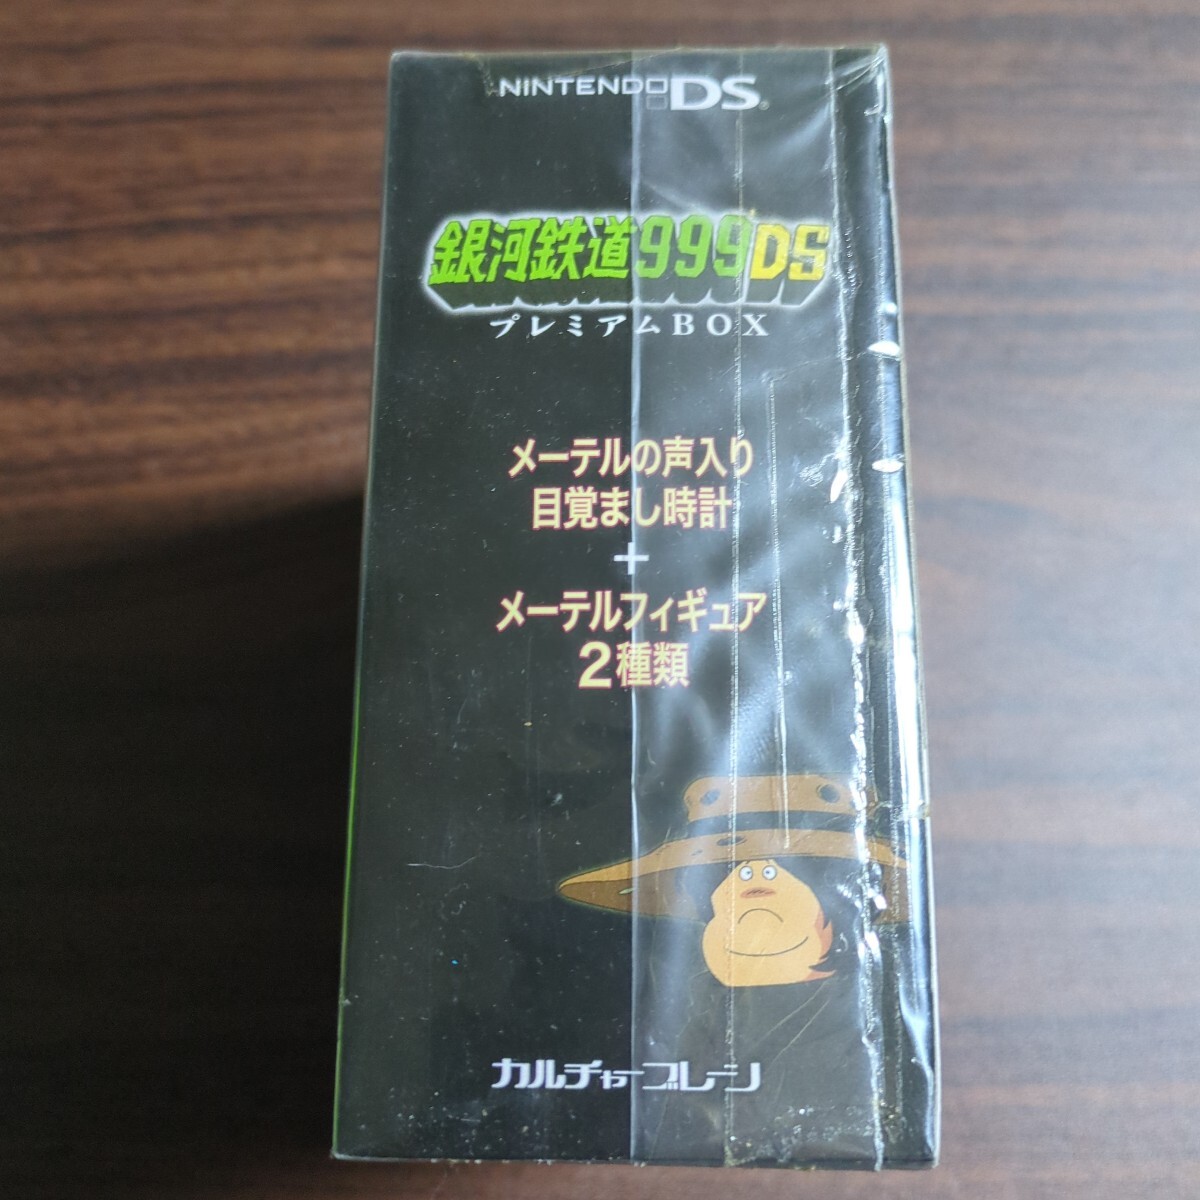 NINTENDO DS®
銀河鉄道999DS
プレミアムBOX
メーテルの声入り
目覚まし時計
+
メーテルフィギュア
2種類
カルチャーブレーン